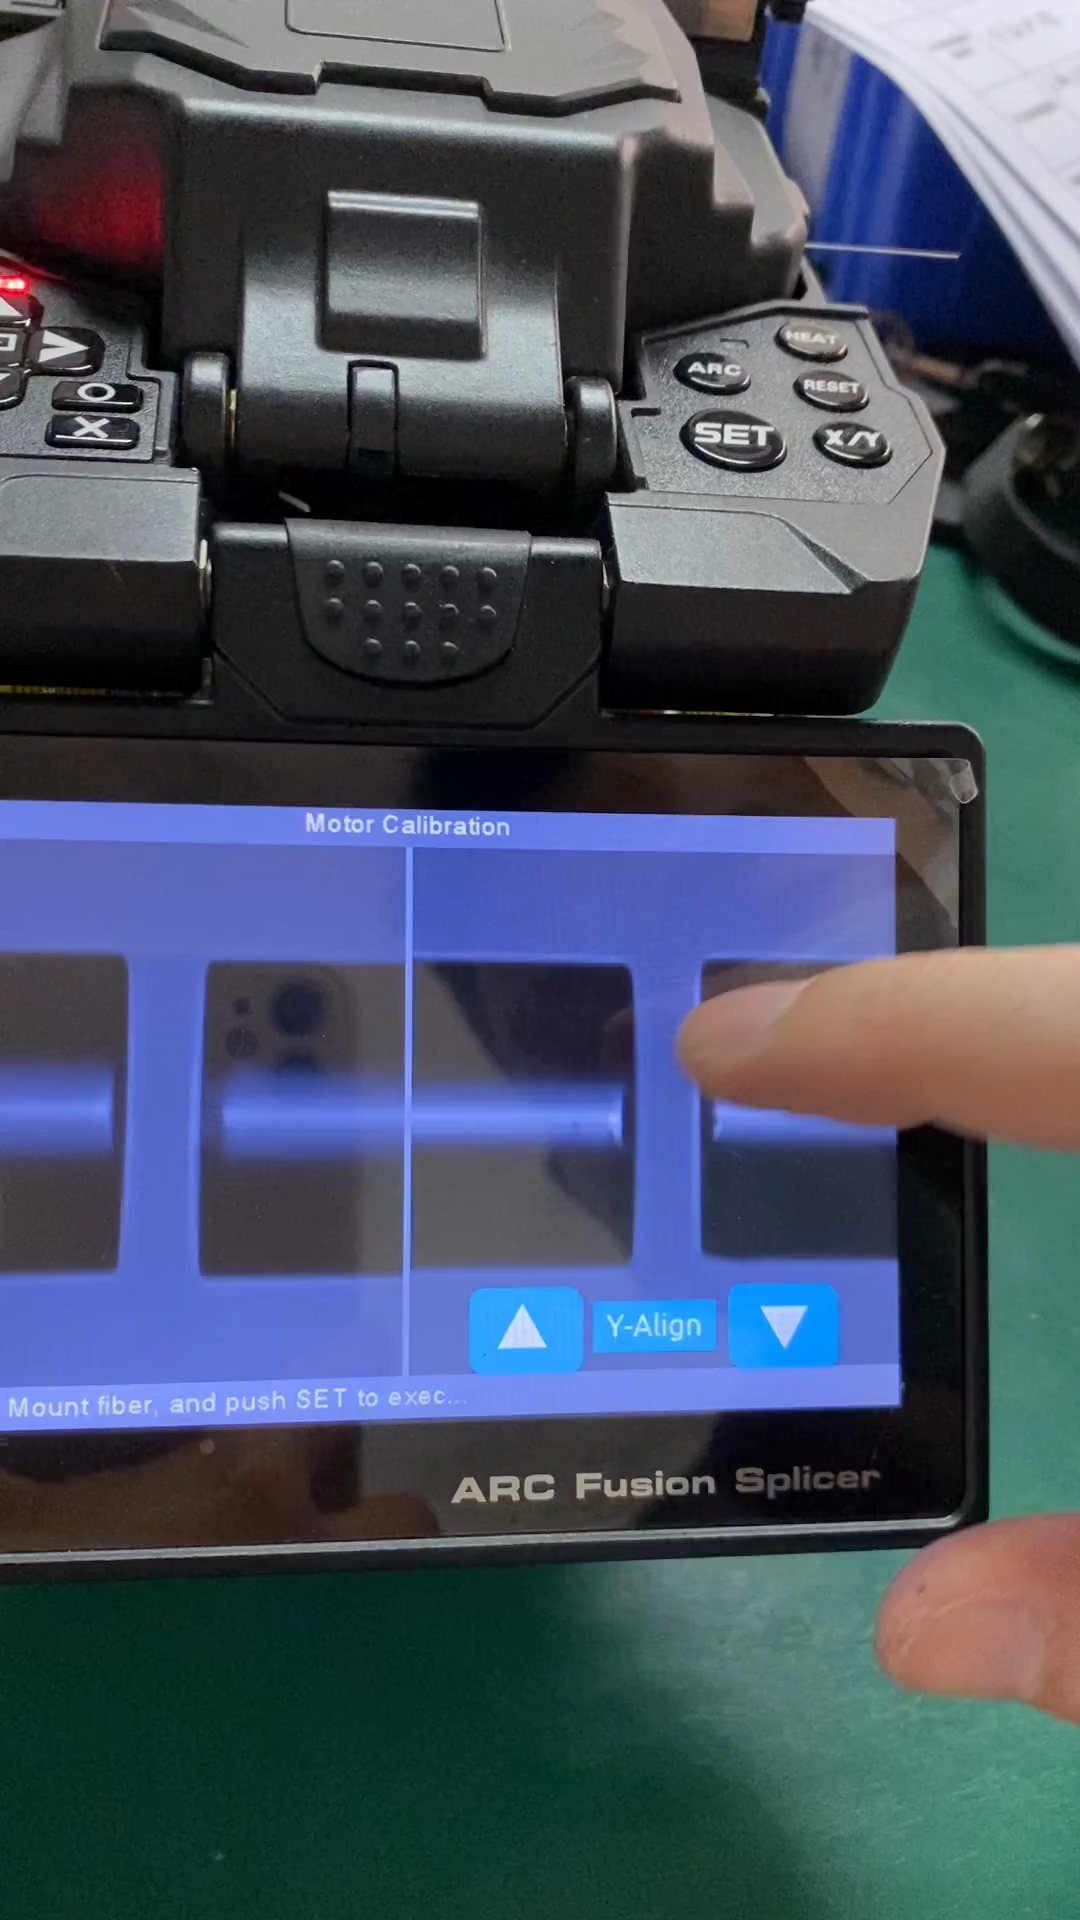 HEAT
ARC
RESET
SET
X/Y
O
X
Motor Calibration
Y-Align
Mount fiber, and push SET to exec...
ARC Fusion Splicer